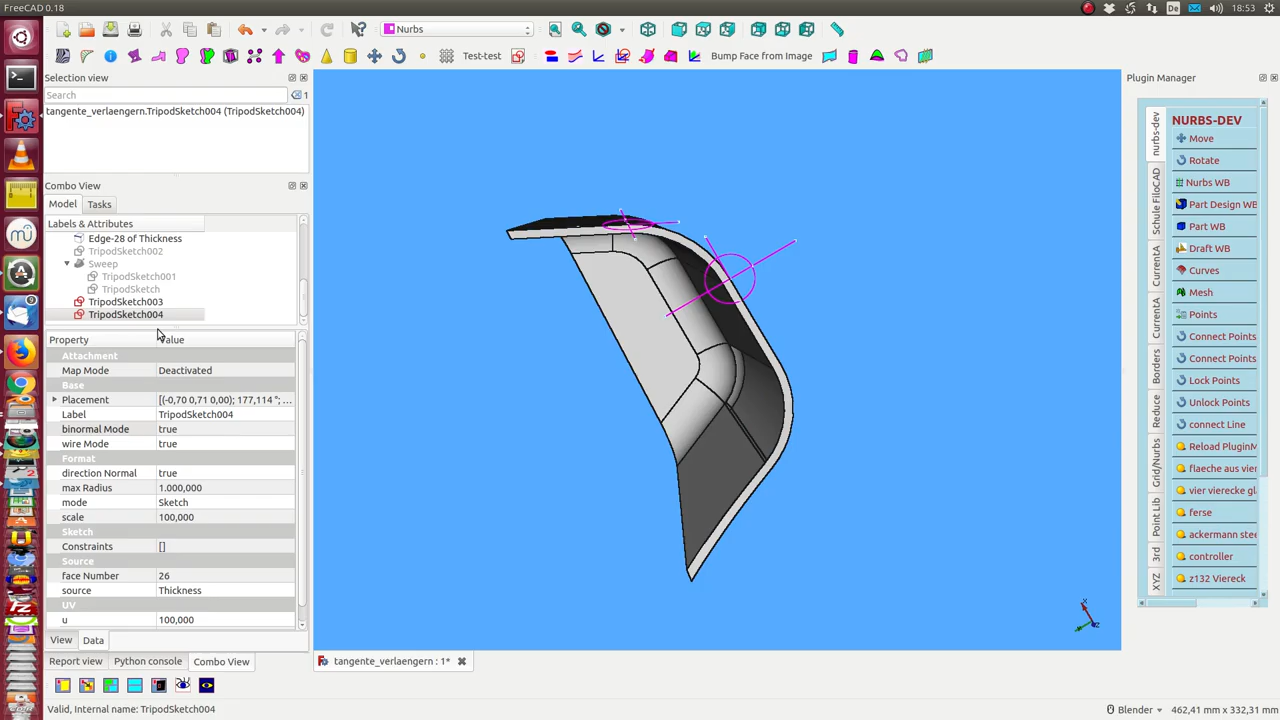 FreeCAD 0.18
De
18:53
Nurbs
Test-test
Bump Face from Image
Selection view
Search
1
tangente_verlaengern.TripodSketch004 (TripodSketch004)
Combo View
Model
Tasks
Labels & Attributes
Edge-28 of Thickness
TripodSketch002
Sweep
TripodSketch001
TripodSketch
TripodSketch003
TripodSketch004
Property
Value
Attachment
Map Mode
Deactivated
Base
Placement
[(-0,70 0,71 0,00); 177,114 °; ...
Label
TripodSketch004
binormal Mode
true
wire Mode
true
Format
direction Normal
true
max Radius
1.000,000
mode
Sketch
scale
100,000
Sketch
Constraints
[]
Source
face Number
26
source
Thickness
UV
u
100,000
View
Data
Report view
Python console
Combo View
tangente_verlaengern : 1*
Valid, Internal name: TripodSketch004
Blender
462,41 mm x 332,31 mm
Plugin Manager
nurbs-dev
Schule FiloCAD
CurrentA
CurrentA
Borders
Reduce
Grid/Nurbs
Point Lib
3rd
XYZ
NURBS-DEV
Move
Rotate
Nurbs WB
Part Design WB
Part WB
Draft WB
Curves
Mesh
Points
Connect Points
Connect Points
Lock Points
Unlock Points
connect Line
Reload PluginM
flaeche aus vier
vier vierecke gl
ferse
ackermann stee
controller
z132 Viereck